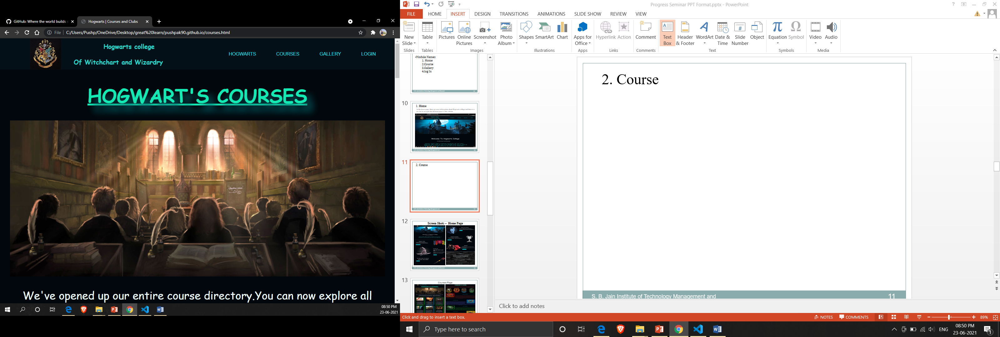 GitHub: Where the world builds s
Hogwarts | Courses and Clubs
File
C:/Users/Pushp/OneDrive/Desktop/great%20learn/pushpak90.github.io/courses.html
Hogwarts college
Of Witchchart and Wizardry
HOGWARTS
COURSES
GALLERY
LOGIN
HOGWART'S COURSES
We've opened up our entire course directory.You can now explore all
08:50 PM
23-06-2021
Progress Seminar PPT Format.pptx - PowerPoint
FILE
HOME
INSERT
DESIGN
TRANSITIONS
ANIMATIONS
SLIDE SHOW
REVIEW
VIEW
New Slide
Table
Pictures
Online Pictures
Screenshot
Photo Album
Shapes
SmartArt
Chart
Apps for Office
Hyperlink
Action
Comment
Text Box
Header & Footer
WordArt
Date & Time
Slide Number
Object
Equation
Symbol
Video
Audio
Slides
Tables
Images
Illustrations
Apps
Links
Comments
Text
Symbols
Media
•Module Names
1. Home
2.Course
3.Gallery
4.log In
10
1. Home
Welcome To Hogwarts College
11
2. Course
12
Screen Shots – Home Page
13
Courses Page
2. Course
S. B. Jain Institute of Technology Management and
11
Click to add notes
Click and drag to insert a text box.
NOTES
COMMENTS
89%
Type here to search
ENG
08:50 PM
23-06-2021
1